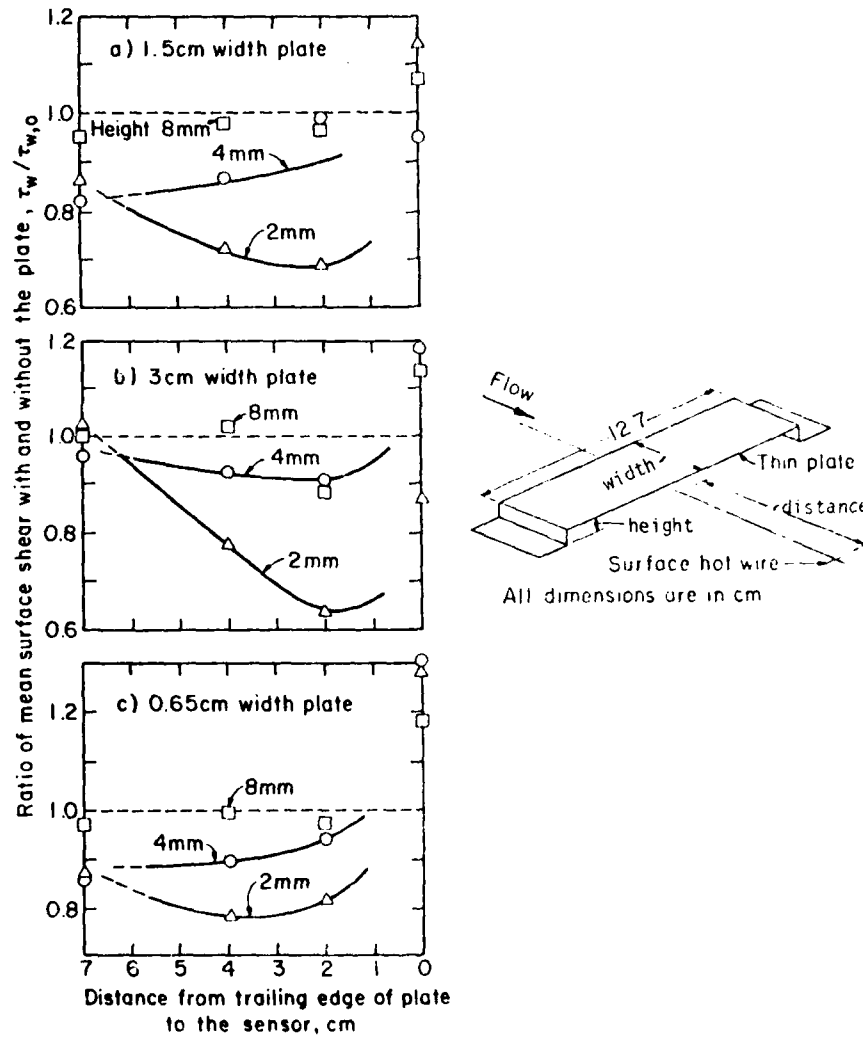 Ratio of mean surface shear with and without the plate, τw/τw,o
a) 1.5cm width plate
1.0
0.8
0.6
Height 8mm
4mm
2mm
1.2
1.0
0.8
0.6
b) 3cm width plate
8mm
4mm
2mm
1.2
1.0
0.8
c) 0.65cm width plate
8mm
4mm
2mm
7 6 5 4 3 2 1 0
Distance from trailing edge of plate
to the sensor, cm
Flow
12 7
width
Thin plate
distance
height
Surface hot wire
All dimensions are in cm